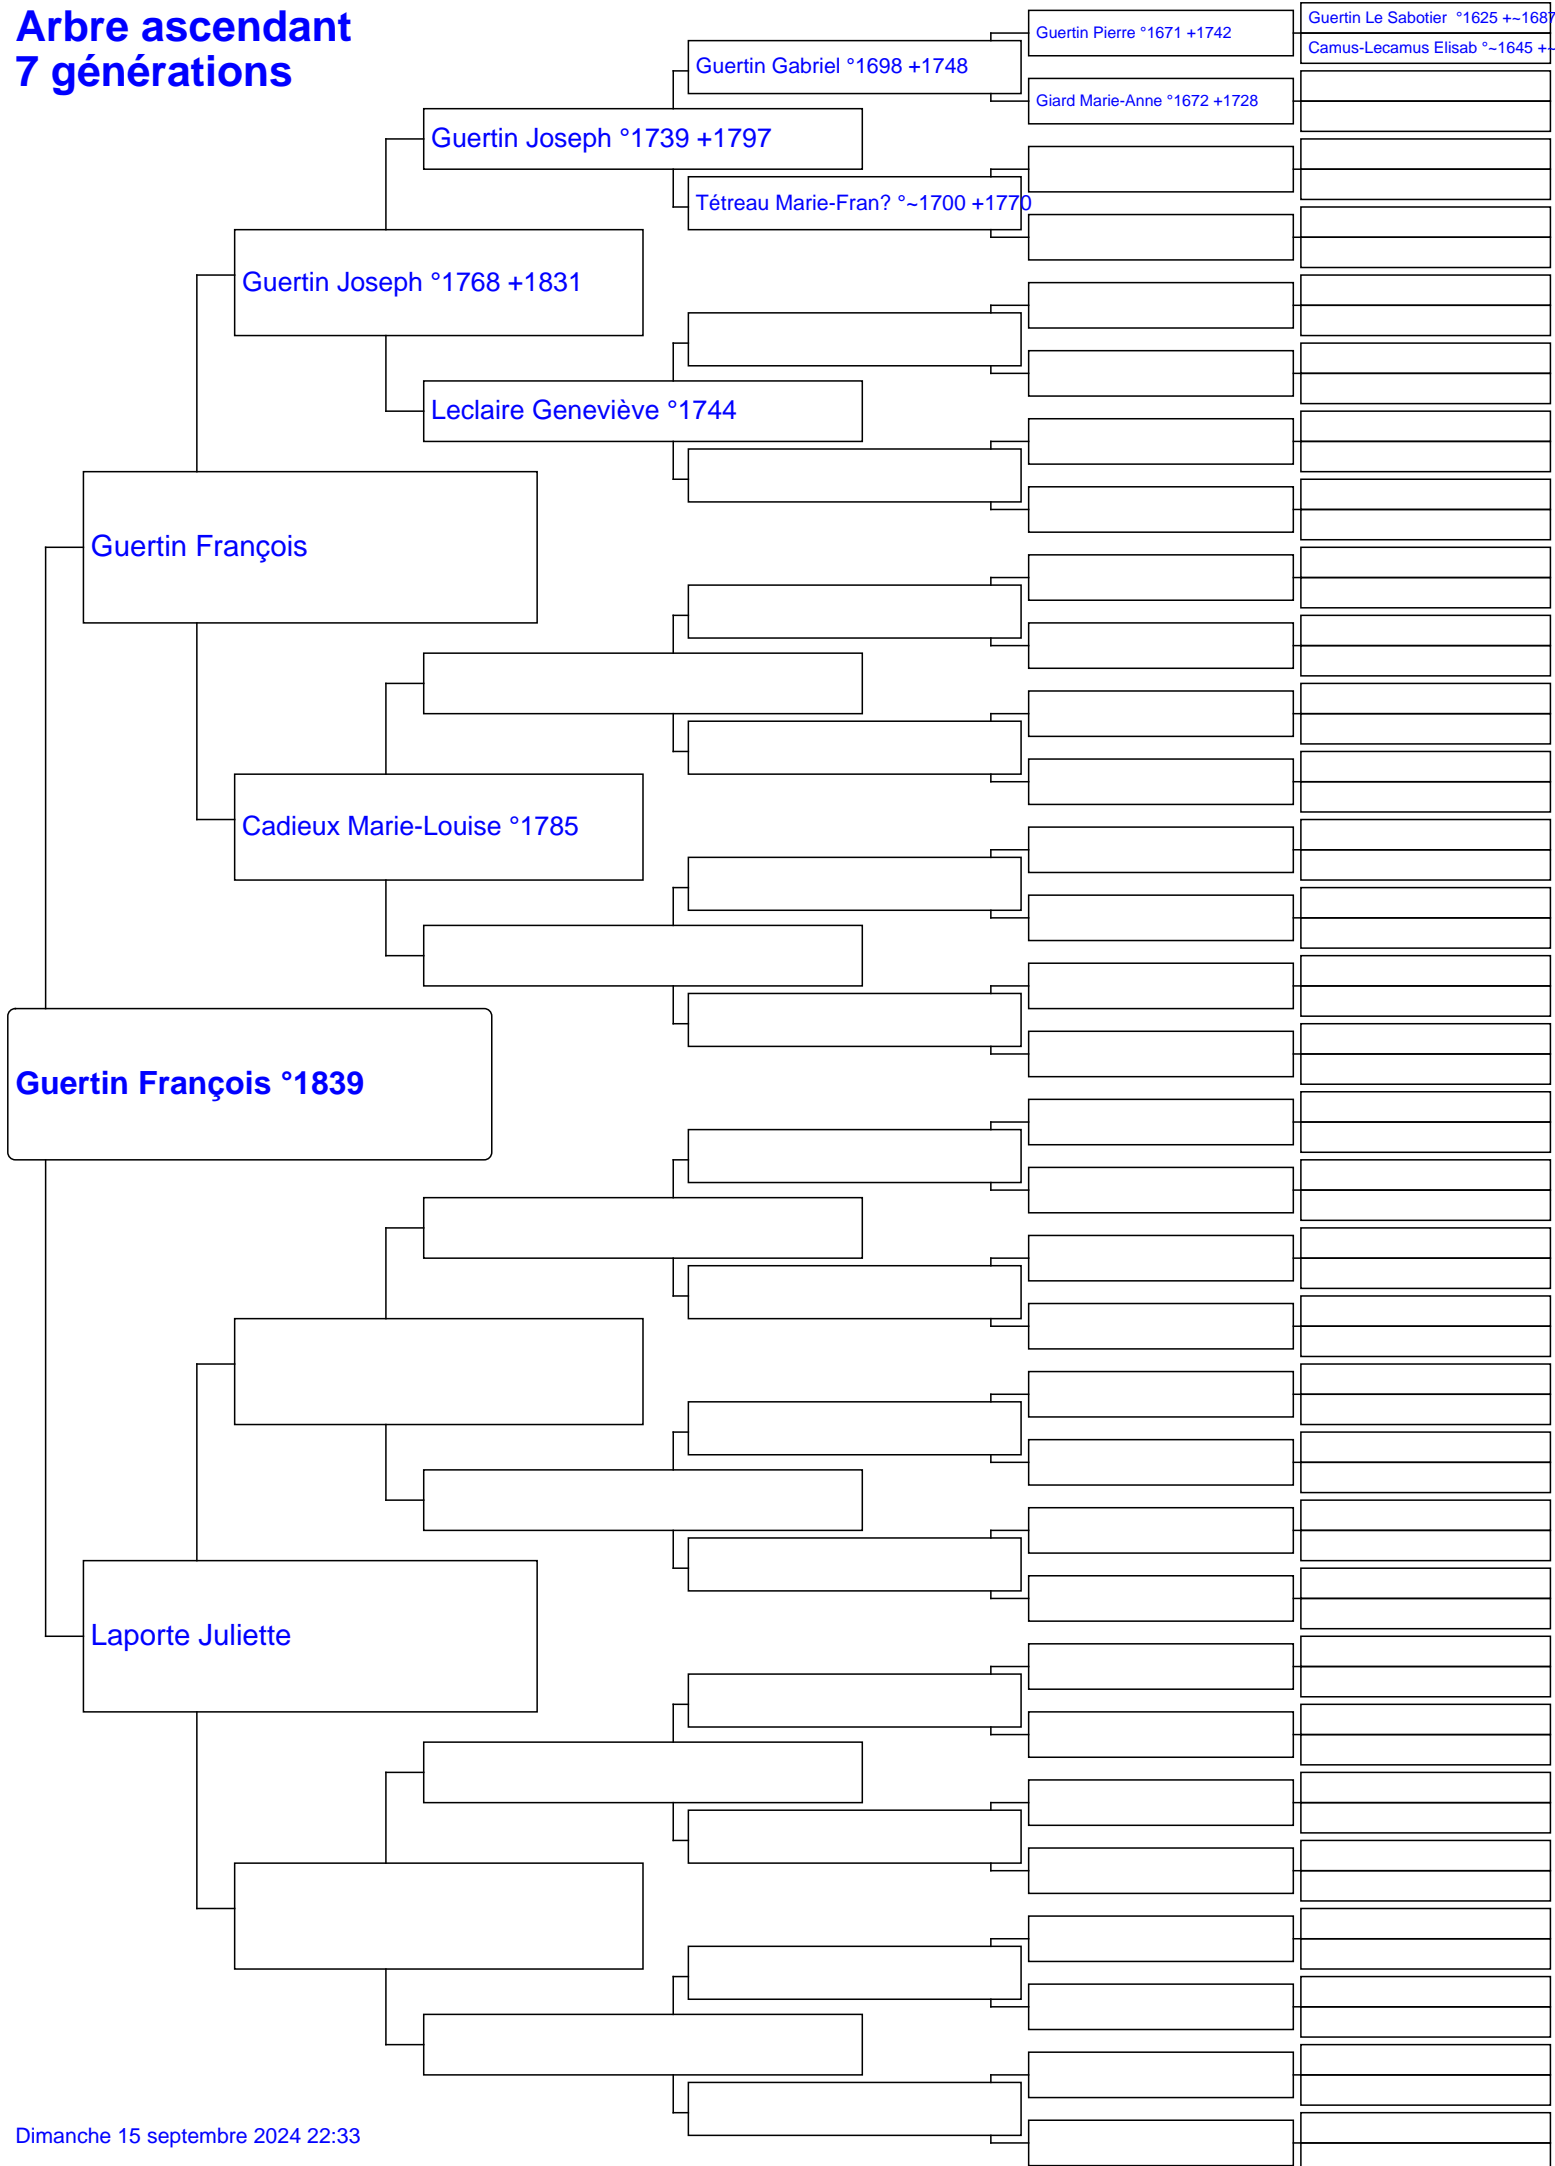 Arbre ascendant
7 générations
Guertin Le Sabotier °1625 +~1687
Guertin Pierre °1671 +1742
Camus-Lecamus Elisab °~1645 +~
Guertin Gabriel °1698 +1748
Giard Marie-Anne °1672 +1728
Guertin Joseph °1739 +1797
Tétreau Marie-Fran? °~1700 +1770
Guertin Joseph °1768 +1831
Leclaire Geneviève °1744
Guertin François
Cadieux Marie-Louise °1785
Guertin François °1839
Laporte Juliette
Dimanche 15 septembre 2024 22:33